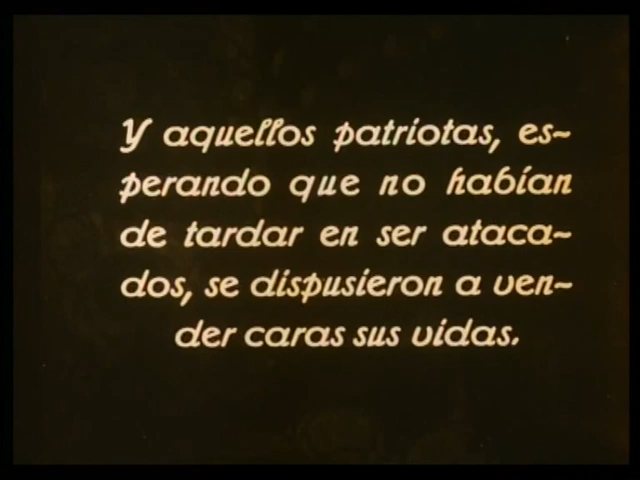 Y aquellos patriotas, es-
perando que no habían
de tardar en ser ataca-
dos, se dispusieron a ven-
der caras sus vidas.